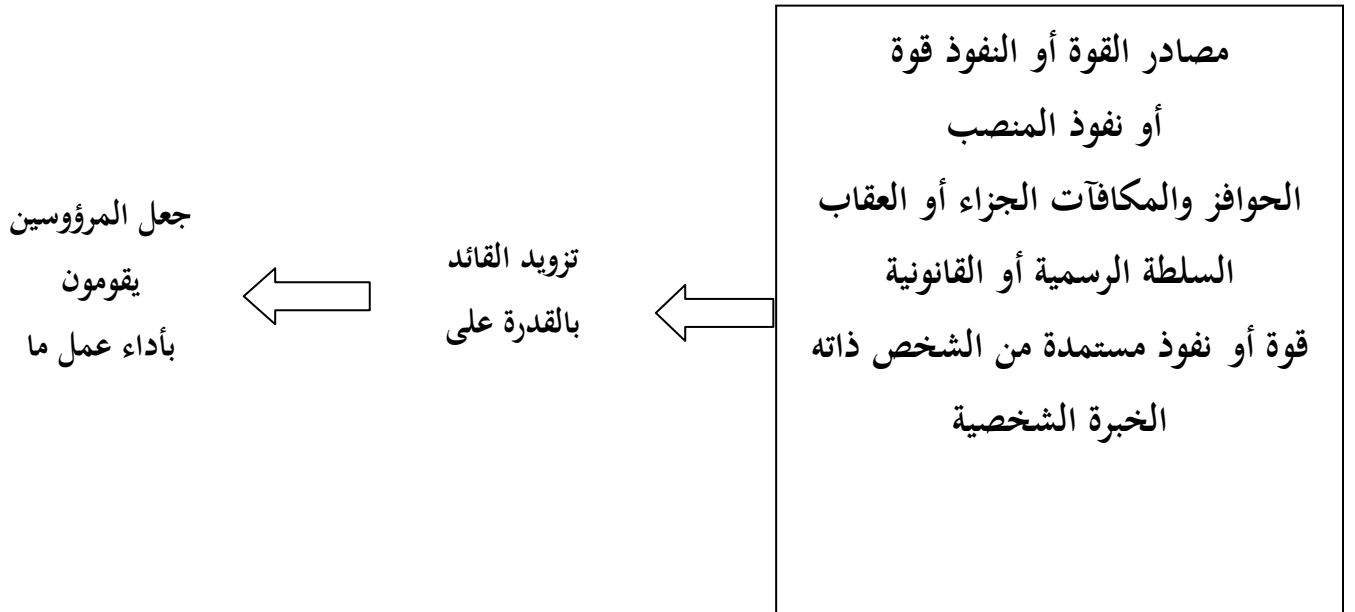 مصادر القوة أو النفوذ قوة
أو نفوذ المنصب
الحوافز والمكافآت الجزاء أو العقاب
السلطة الرسمية أو القانونية
قوة أو نفوذ مستمدة من الشخص ذاته
الخبرة الشخصية
تزويد القائد
بالقدرة على
جعل المرؤوسين
يقومون
بأداء عمل ما